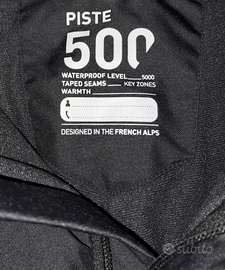 PISTE
500
WATERPROOF LEVEL 5000
TAPED SEAMS KEY ZONES
WARMTH
DESIGNED IN THE FRENCH ALPS
subito